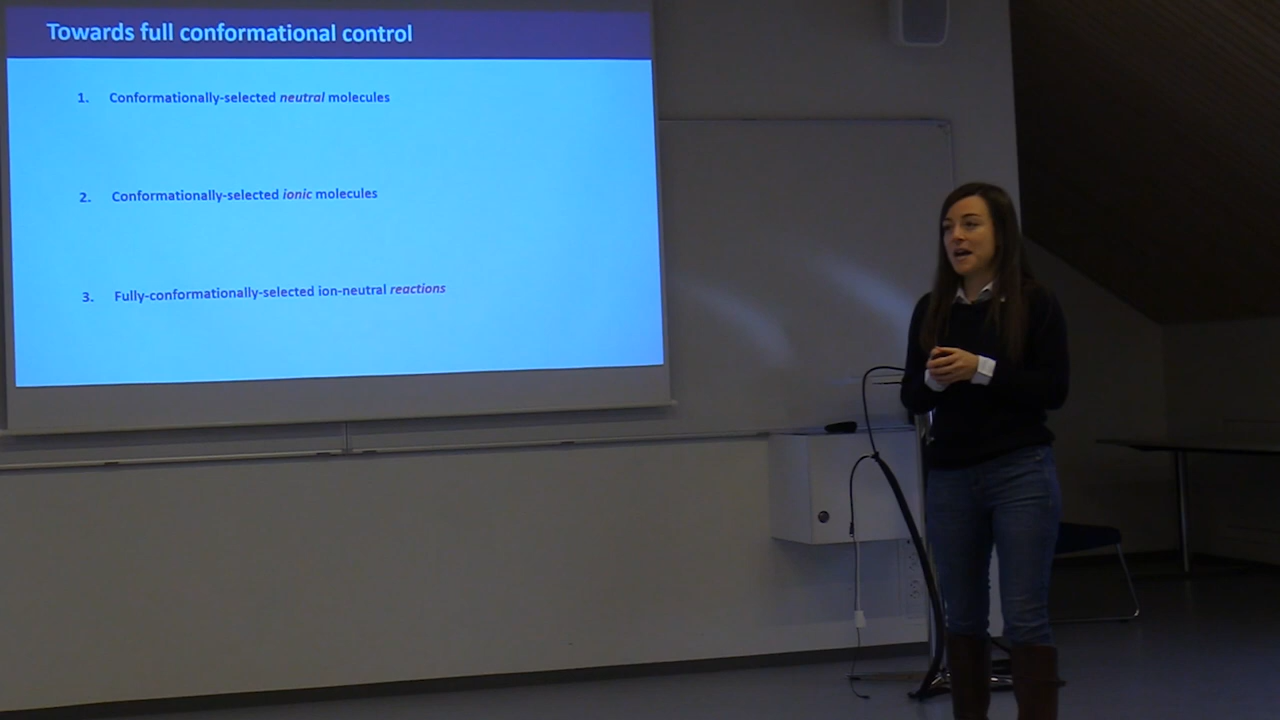 Towards full conformational control
1. Conformationally-selected neutral molecules
2. Conformationally-selected ionic molecules
3. Fully-conformationally-selected ion-neutral reactions